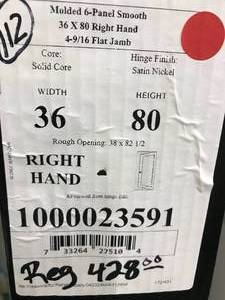 112
Molded 6-Panel Smooth
36 X 80 Right Hand
4-9/16 Flat Jamb
Core:
Solid Core
Hinge Finish:
Satin Nickel
WIDTH
HEIGHT
36
80
Rough Opening: 38 x 82 1/2
RIGHT
HAND
1000023591
7 33264 27510 4
Reg 428.00